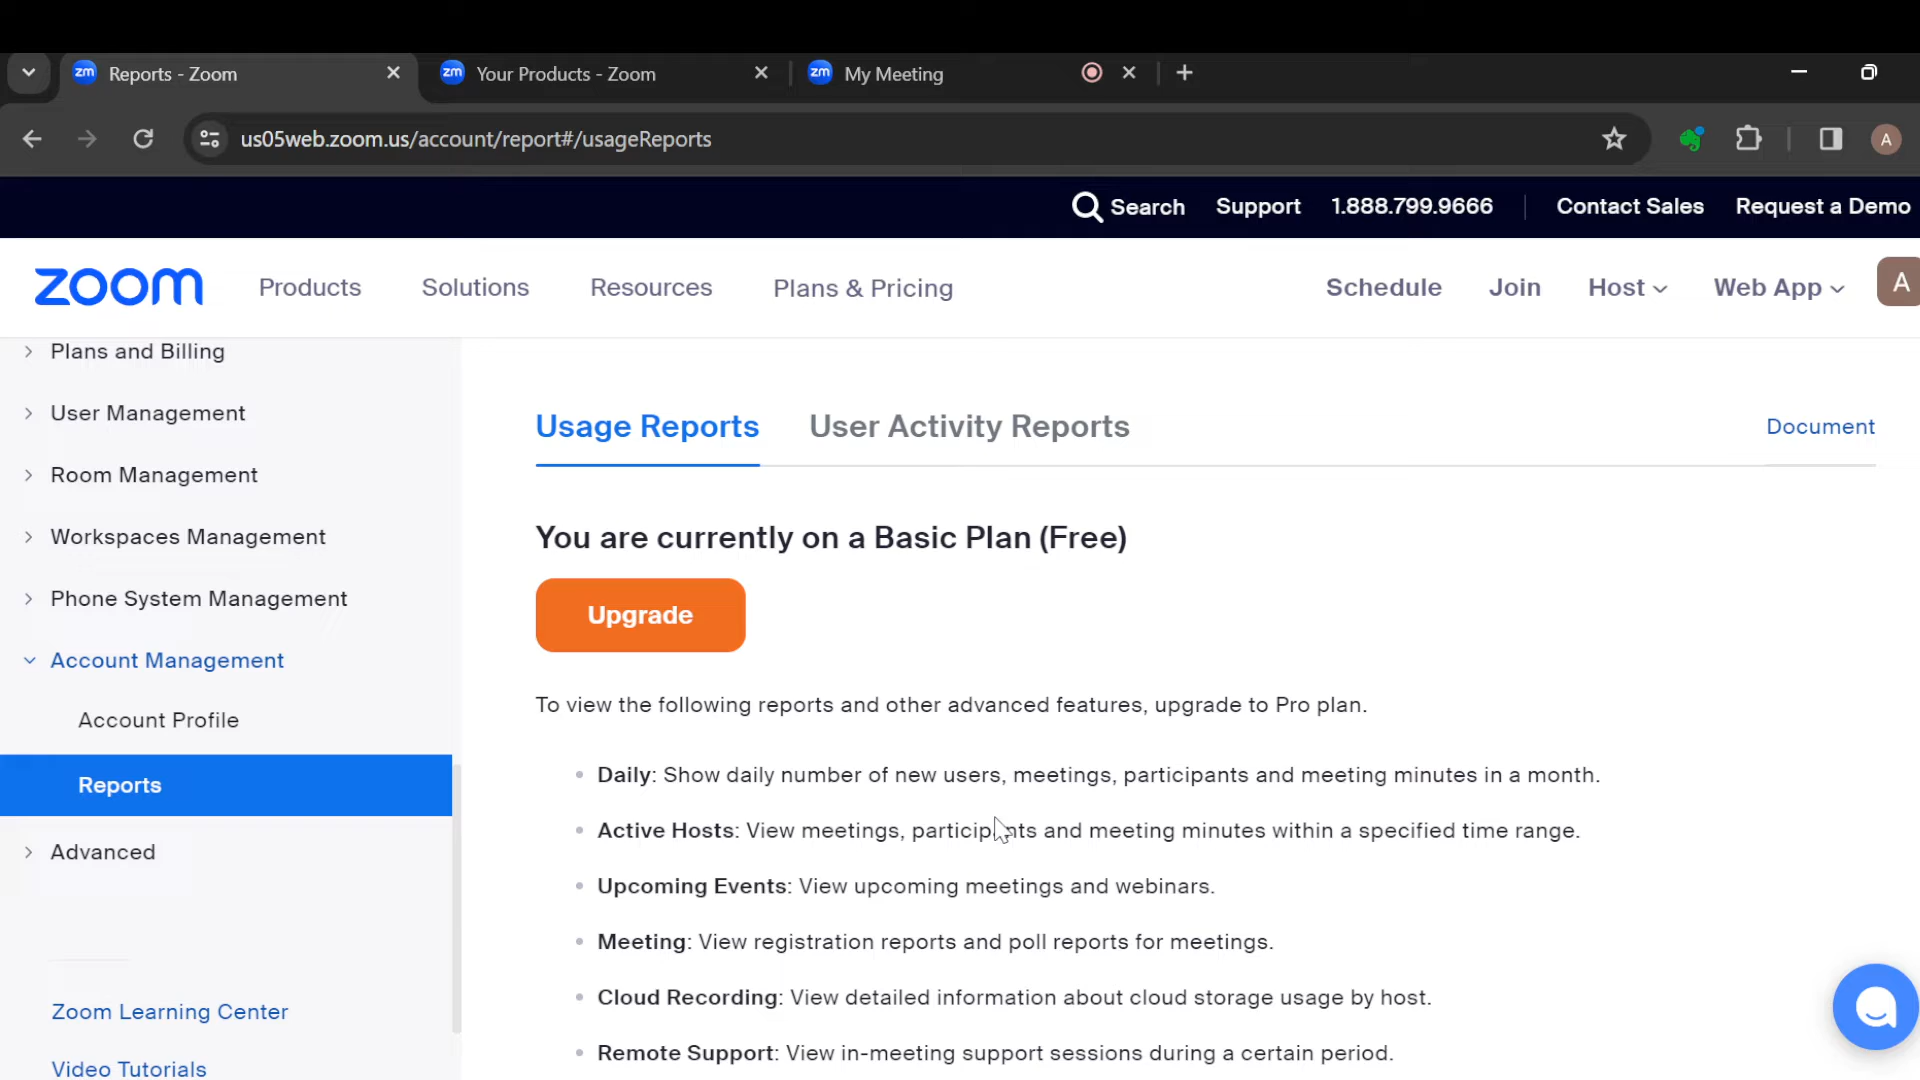 zm Reports - Zoom
zm Your Products - Zoom
zm My Meeting
us05web.zoom.us/account/report#/usageReports
A
Search Support 1.888.799.9666 Contact Sales Request a Demo
zoom Products Solutions Resources Plans & Pricing Schedule Join Host Web App A
Plans and Billing
User Management
Room Management
Workspaces Management
Phone System Management
Account Management
Account Profile
Reports
Advanced
Zoom Learning Center
Video Tutorials
Usage Reports User Activity Reports Document
You are currently on a Basic Plan (Free)
Upgrade
To view the following reports and other advanced features, upgrade to Pro plan.
• Daily: Show daily number of new users, meetings, participants and meeting minutes in a month.
• Active Hosts: View meetings, participants and meeting minutes within a specified time range.
• Upcoming Events: View upcoming meetings and webinars.
• Meeting: View registration reports and poll reports for meetings.
• Cloud Recording: View detailed information about cloud storage usage by host.
• Remote Support: View in-meeting support sessions during a certain period.